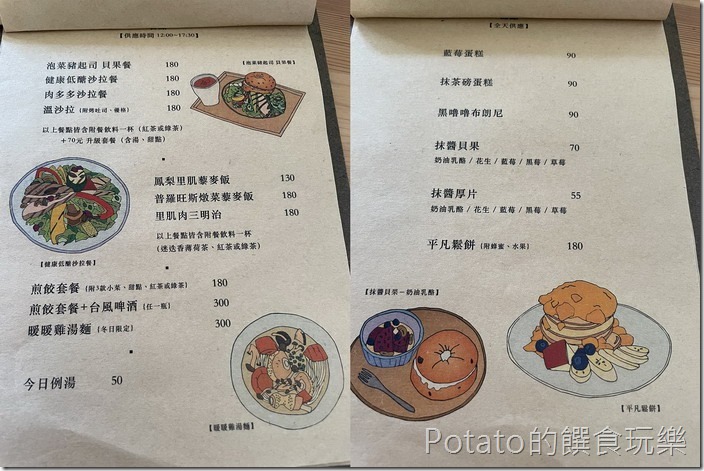 【供應時間 12:00~17:30】
泡菜豬起司 貝果餐 180
健康低醣沙拉餐 180
肉多多沙拉餐 180
溫沙拉 (附烤吐司、優格) 180
以上餐點皆含附餐飲料一杯 (紅茶或綠茶)
+70元 升級套餐 (含湯、甜點)
【泡菜豬起司 貝果餐】
鳳梨里肌藜麥飯 130
普羅旺斯燉菜藜麥飯 180
里肌肉三明治 180
以上餐點皆含附餐飲料一杯
(迷迭香薄荷茶、紅茶或綠茶)
【健康低醣沙拉餐】
煎餃套餐 (附3款小菜、甜點、紅茶或綠茶) 180
煎餃套餐+台風啤酒 (任一瓶) 300
暖暖雞湯麵 [冬日限定] 300
今日例湯 50
【暖暖雞湯麵】
【全天供應】
藍莓蛋糕 90
抹茶磅蛋糕 90
黑嚕嚕布朗尼 90
抹醬貝果 70
奶油乳酪 / 花生 / 藍莓 / 黑莓 / 草莓
抹醬厚片 55
奶油乳酪 / 花生 / 藍莓 / 黑莓 / 草莓
平凡鬆餅 (附蜂蜜、水果) 180
【抹醬貝果－奶油乳酪】
【平凡鬆餅】
Potato的饌食玩樂